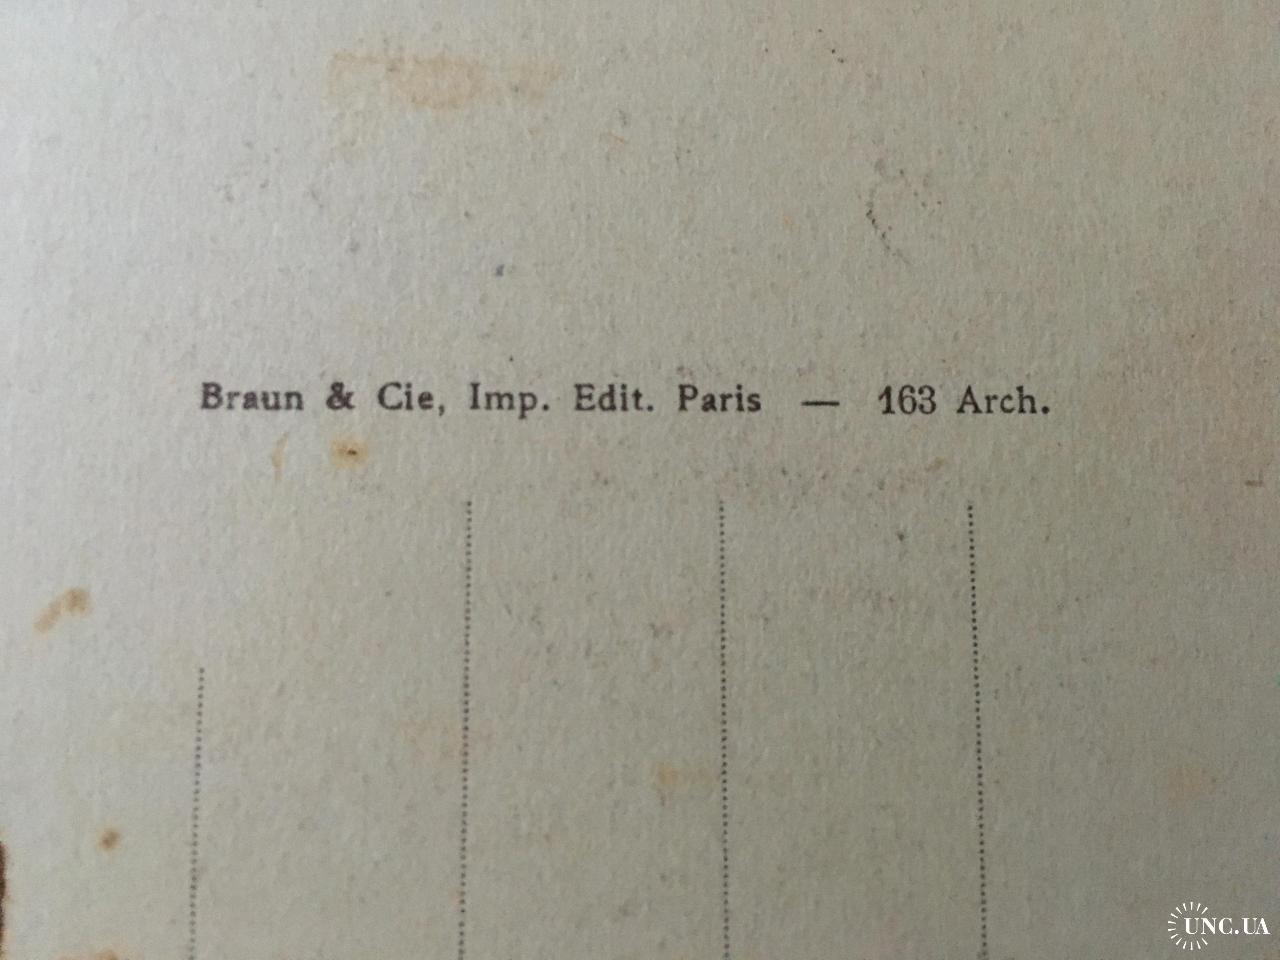 Braun & Cie, Imp. Edit. Paris — 163 Arch.
UNC.UA